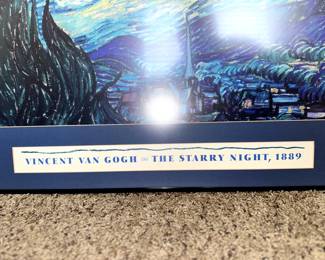 VINCENT VAN GOGH ~ THE STARRY NIGHT, 1889